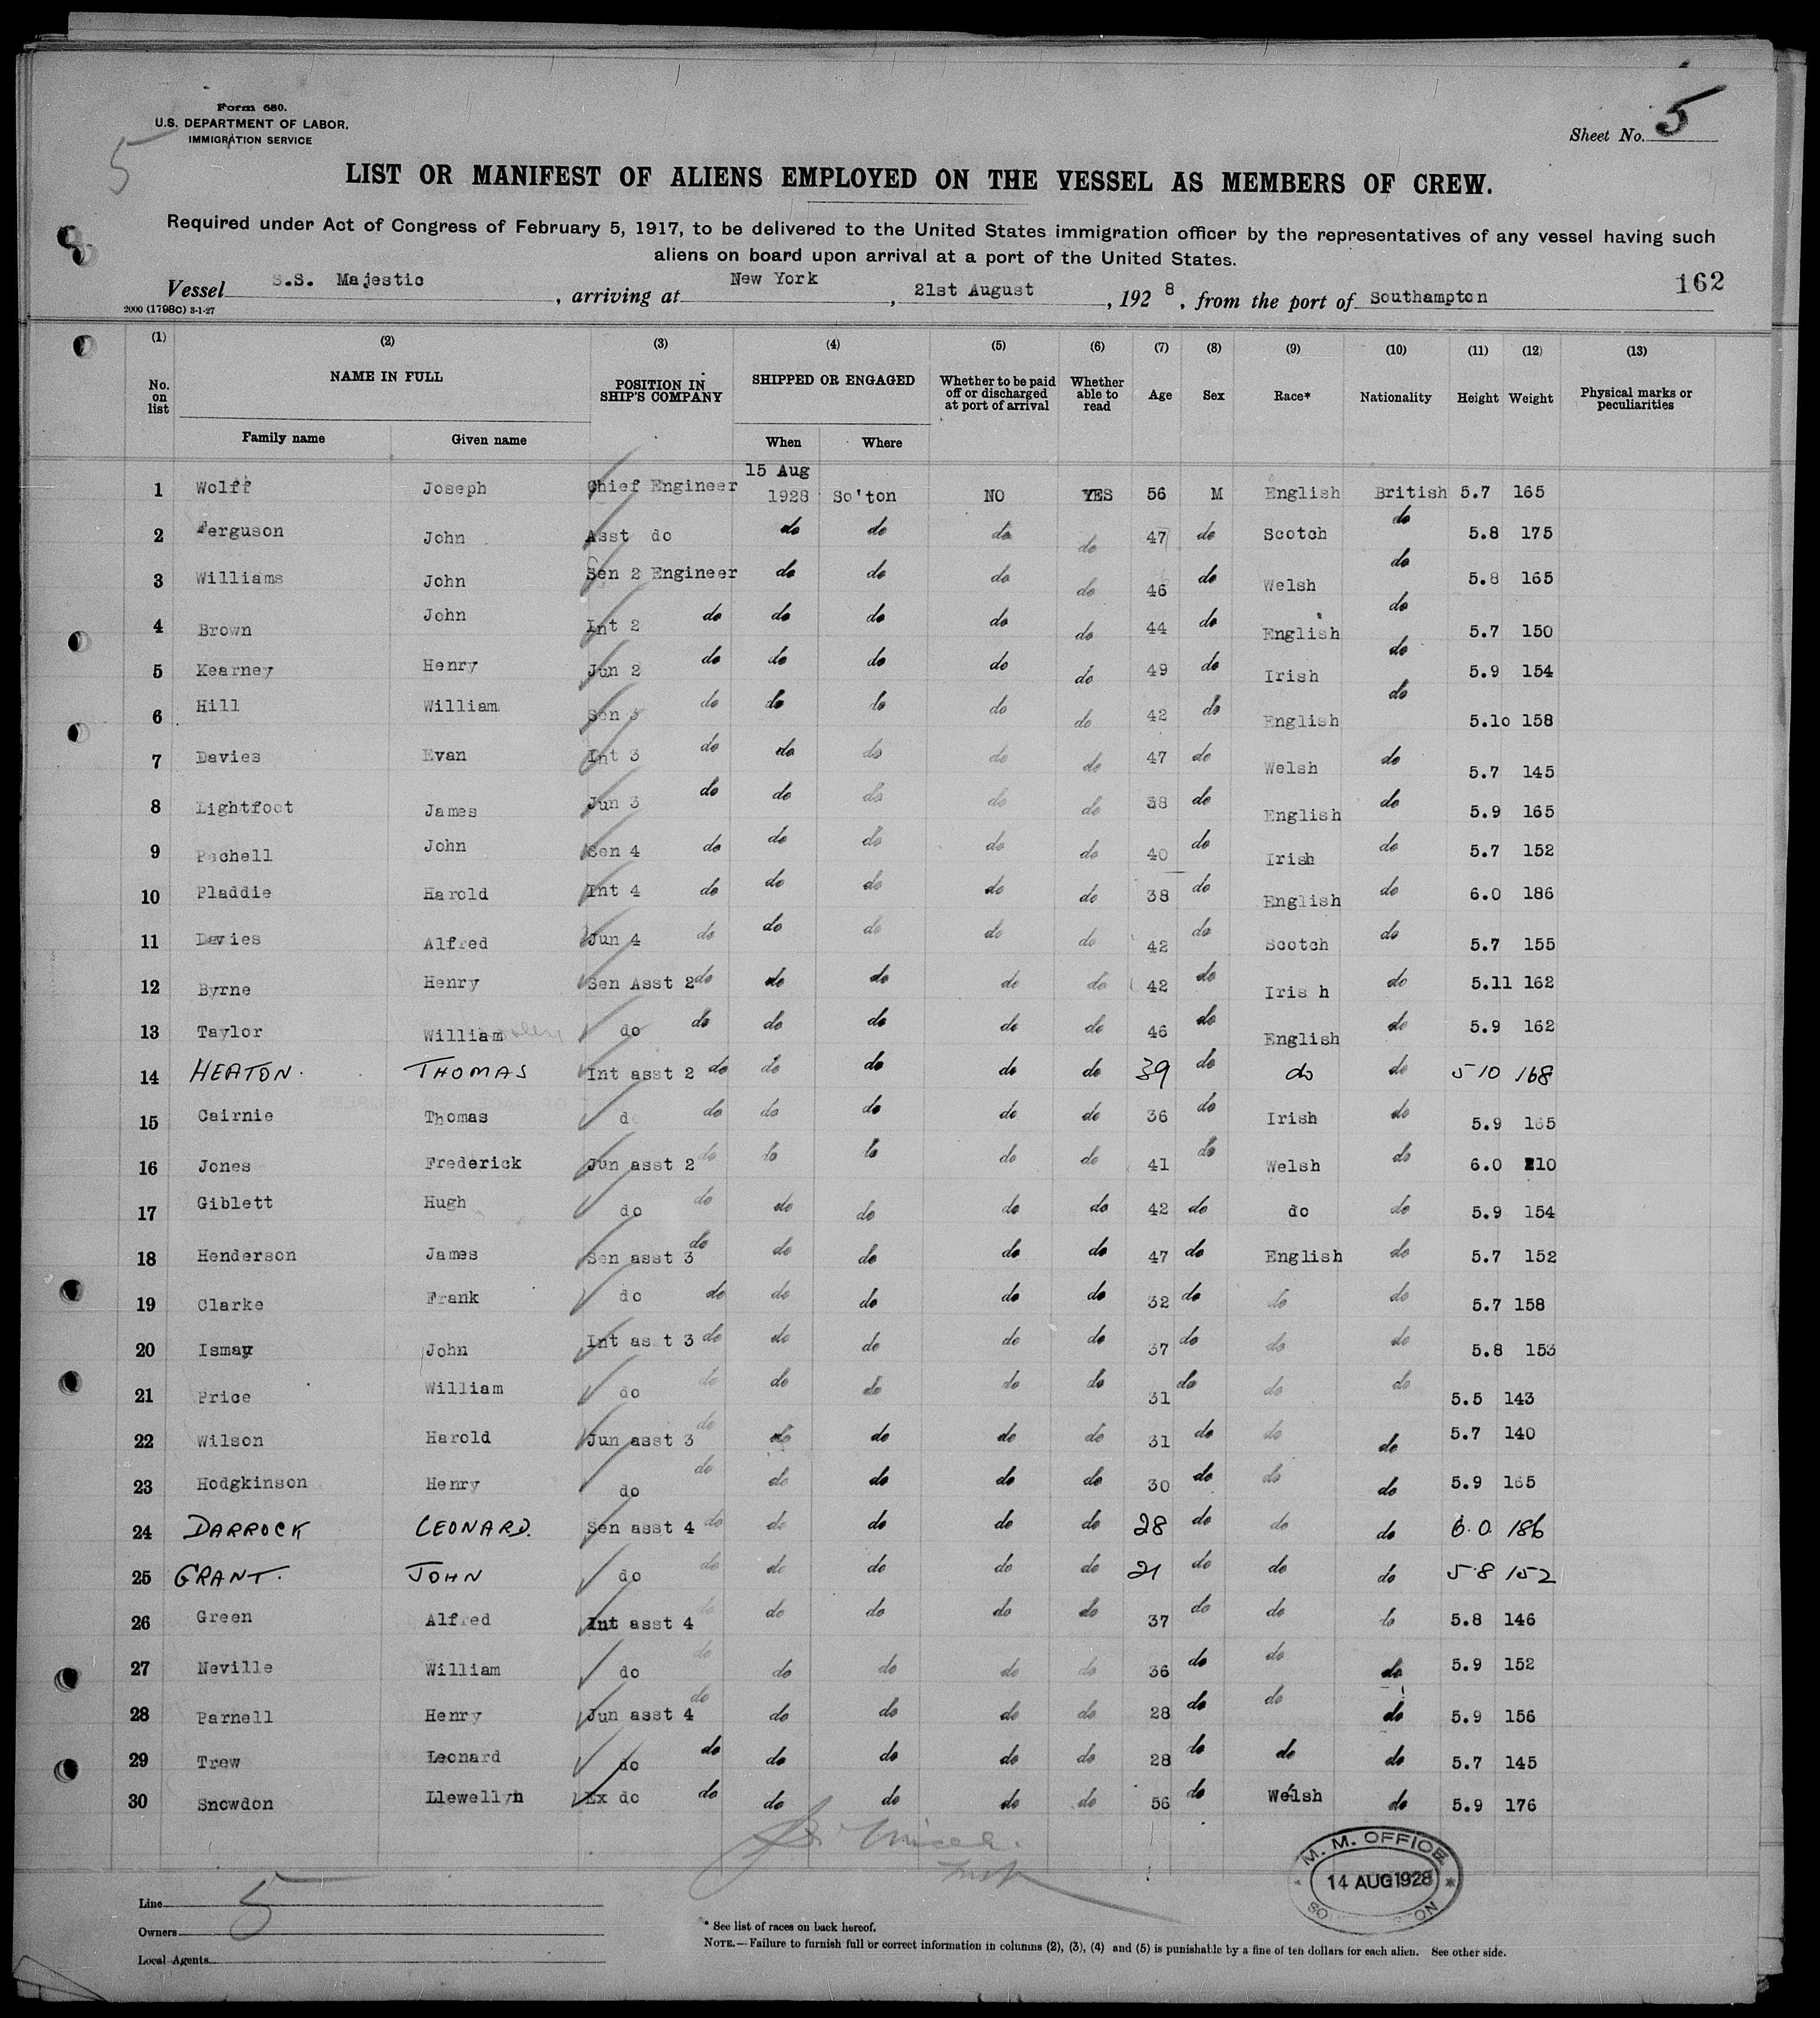 Form 680.
U.S. DEPARTMENT OF LABOR,
IMMIGRATION SERVICE
5
Sheet No. 5
LIST OR MANIFEST OF ALIENS EMPLOYED ON THE VESSEL AS MEMBERS OF CREW.
Required under Act of Congress of February 5, 1917, to be delivered to the United States immigration officer by the representatives of any vessel having such
aliens on board upon arrival at a port of the United States.
162
Vessel S.S. Majestic, arriving at New York, 21st August, 1928, from the port of Southampton
2000 (1798c) 3-1-27
(1) (2) (3) (4) (5) (6) (7) (8) (9) (10) (11) (12) (13)
No. on list NAME IN FULL POSITION IN SHIP'S COMPANY SHIPPED OR ENGAGED Whether to be paid off or discharged at port of arrival Whether able to read Age Sex Race* Nationality Height Weight Physical marks or peculiarities
Family name Given name When Where
1 Wolff Joseph Chief Engineer 15 Aug 1928 So'ton NO YES 56 M English British 5.7 165
2 Ferguson John Asst do do do do do 47 do Scotch do 5.8 175
3 Williams John Sen 2 Engineer do do do do 46 do Welsh do 5.8 165
4 Brown John Int 2 do do do do do 44 do English do 5.7 150
5 Kearney Henry Jun 2 do do do do do 49 do Irish do 5.9 154
6 Hill William Sen 3 do do do do do 42 do English do 5.10 158
7 Davies Evan Int 3 do do do do do 47 do Welsh do 5.7 145
8 Lightfoot James Jun 3 do do do do do 38 do English do 5.9 165
9 Pechell John Sen 4 do do do do do 40 do Irish do 5.7 152
10 Pladdie Harold Int 4 do do do do do 38 do English do 6.0 186
11 Davies Alfred Jun 4 do do do do do 42 do Scotch do 5.7 155
12 Byrne Henry Sen Asst 2 do do do do do 42 do Iris h do 5.11 162
13 Taylor William do do do do do do 46 do English do 5.9 162
14 HEATON. THOMAS Int asst 2 do do do do do 39 do do do 5 10 168
15 Cairnie Thomas do do do do do do 36 do Irish do 5.9 165
16 Jones Frederick Jun asst 2 do do do do do 41 do Welsh do 6.0 210
17 Giblett Hugh do do do do do do 42 do do do 5.9 154
18 Henderson James Sen asst 3 do do do do do 47 do English do 5.7 152
19 Clarke Frank do do do do do do 32 do do do 5.7 158
20 Ismay John Int as t 3 do do do do do 37 do do do 5.8 153
21 Price William do do do do do do 31 do do do 5.5 143
22 Wilson Harold Jun asst 3 do do do do do 31 do do do 5.7 140
23 Hodgkinson Henry do do do do do do 30 do do do 5.9 165
24 DARROCK LEONARD. Sen asst 4 do do do do do 28 do do do 6.0 186
25 GRANT. JOHN do do do do do do 21 do do do 5.8 152
26 Green Alfred Int asst 4 do do do do do 37 do do do 5.8 146
27 Neville William do do do do do do 36 do do do 5.9 152
28 Parnell Henry Jun asst 4 do do do do do 28 do do do 5.9 156
29 Trew Leonard do do do do do do 28 do do do 5.7 145
30 Snowdon Llewellyn Ex do do do do do do 56 do Welsh do 5.9 176
M. M. OFFICE
14 AUG 1928
Line
5
Owners
Local Agents
* See list of races on back hereof.
NOTE.—Failure to furnish full or correct information in columns (2), (3), (4) and (5) is punishable by a fine of ten dollars for each alien. See other side.